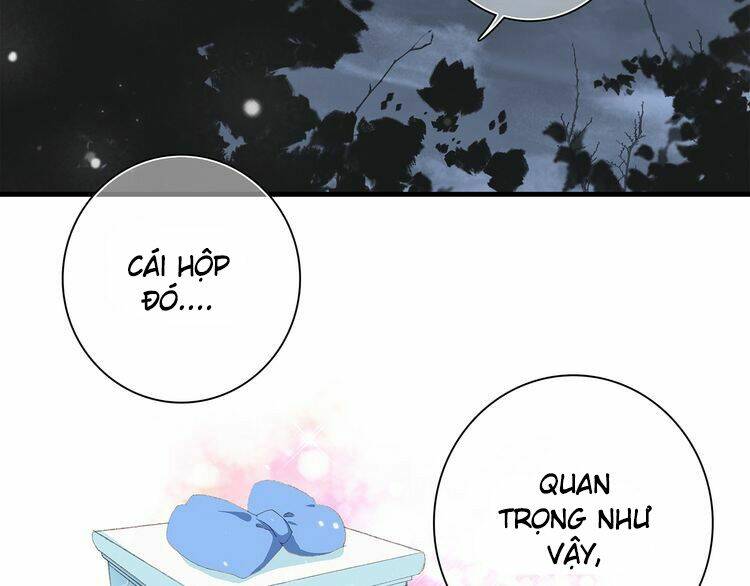 CÁI HỘP
ĐÓ....
QUAN
TRỌNG NHƯ
VẬY,